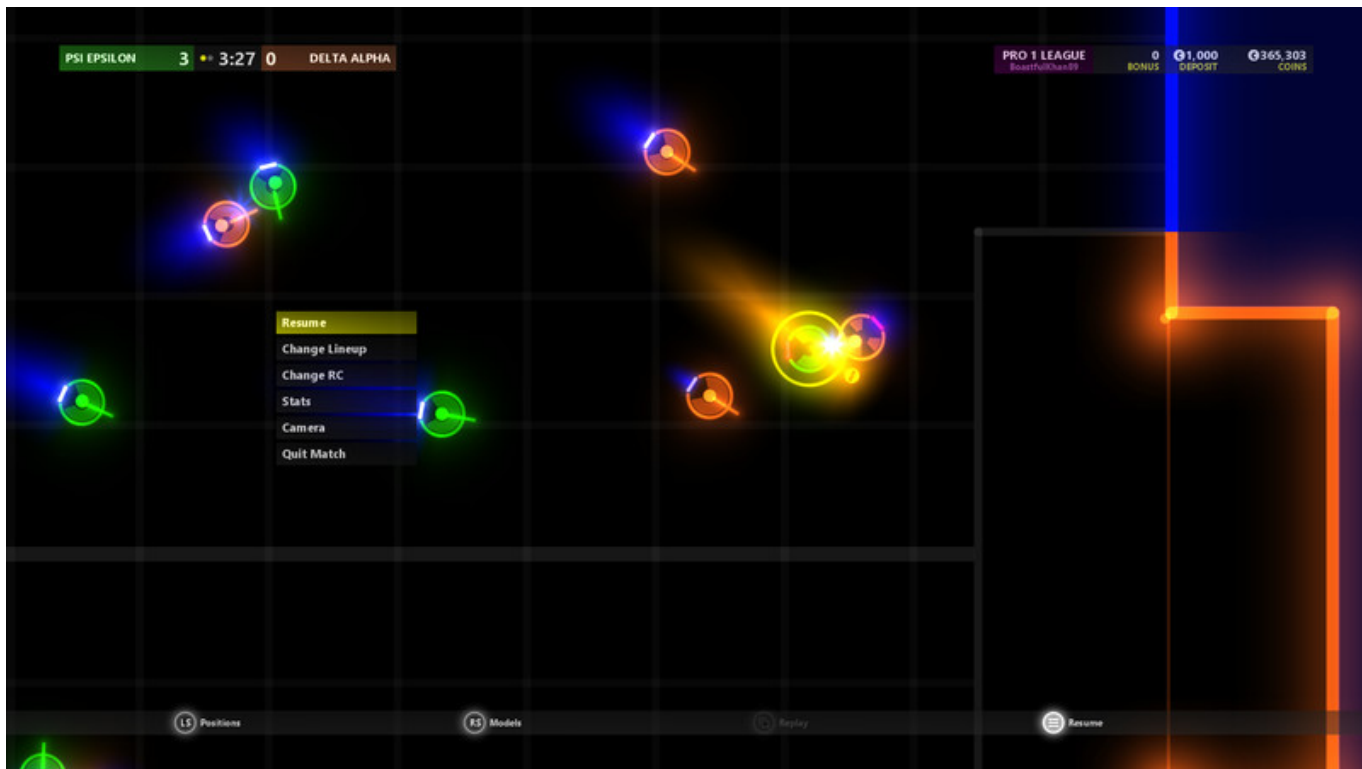 PSI EPSILON 3 3:27 0 DELTA ALPHA
PRO 1 LEAGUE 0 1,000 365,303
BoastfulKhan89 BONUS DEPOSIT COINS
Resume
Change Lineup
Change RC
Stats
Camera
Quit Match
LS Positions RS Models Replay Resume